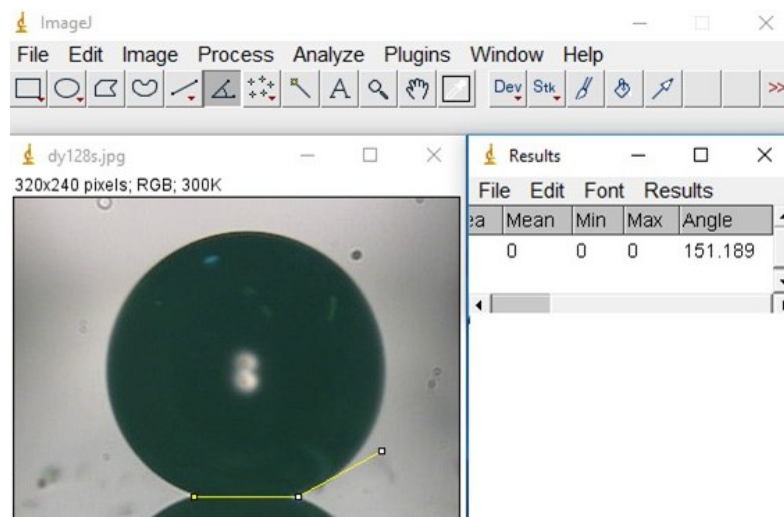 ImageJ
File Edit Image Process Analyze Plugins Window Help
A Dev Stk >>
dy128s.jpg
320x240 pixels; RGB; 300K
Results
File Edit Font Results
ea Mean Min Max Angle
0 0 0 151.189